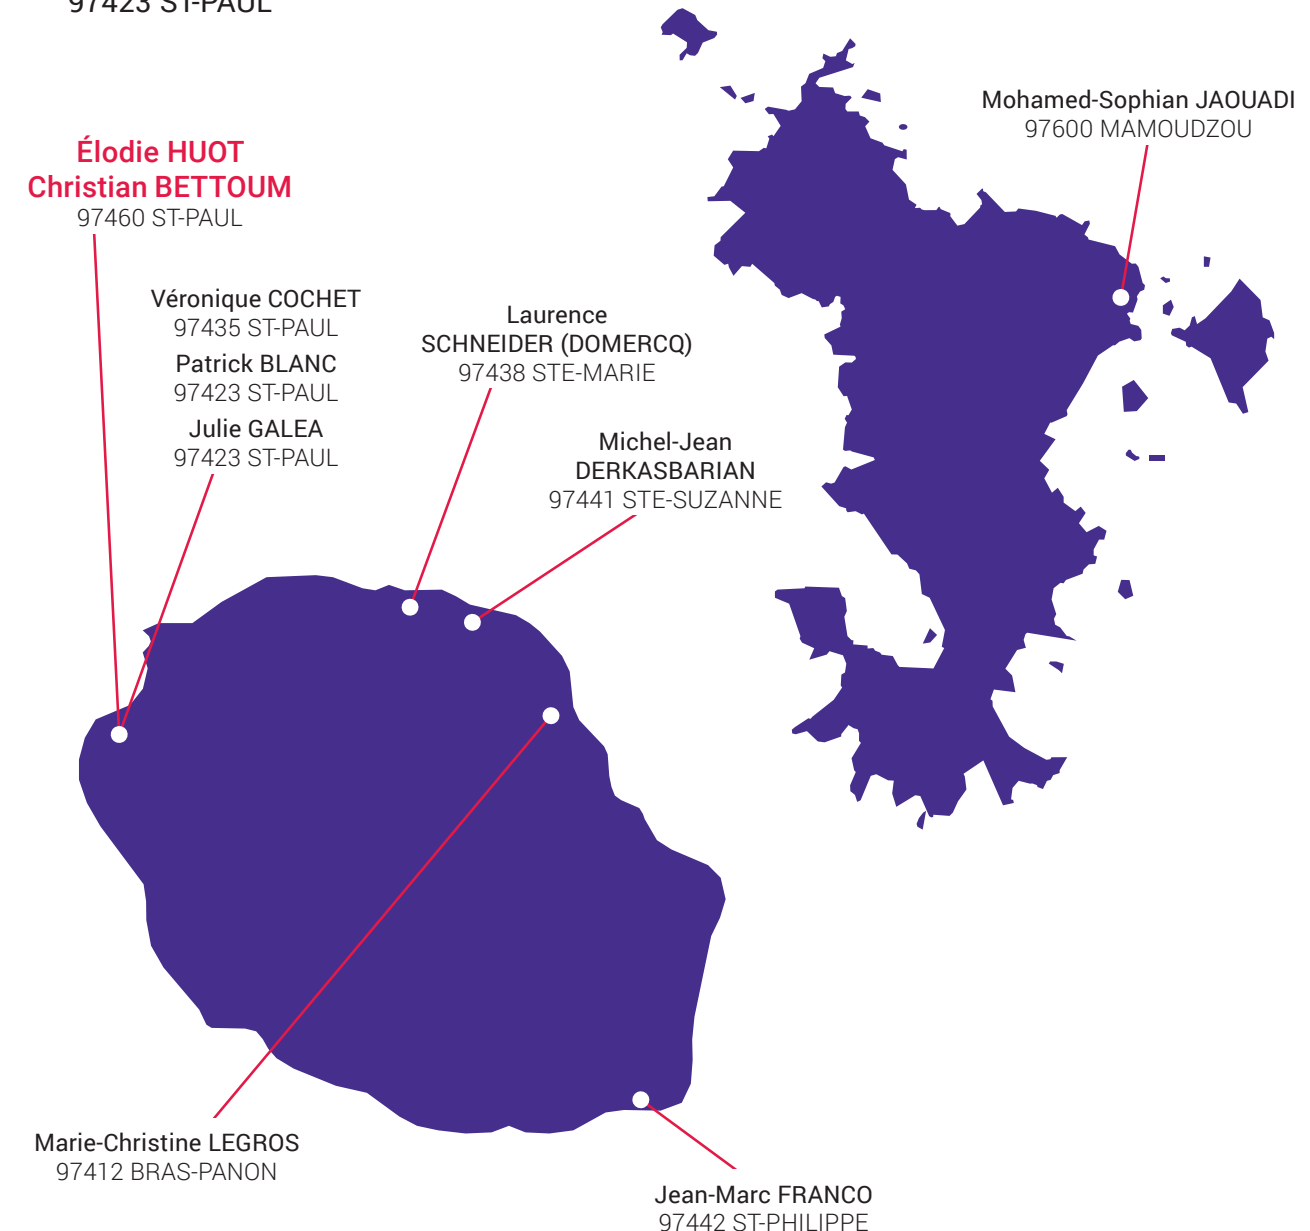 97423 ST-PAUL
Mohamed-Sophian JAOUADI
97600 MAMOUDZOU
Élodie HUOT
Christian BETTOUM
97460 ST-PAUL
Véronique COCHET
97435 ST-PAUL
Patrick BLANC
97423 ST-PAUL
Julie GALEA
97423 ST-PAUL
Laurence
SCHNEIDER (DOMERCQ)
97438 STE-MARIE
Michel-Jean
DERKASBARIAN
97441 STE-SUZANNE
Marie-Christine LEGROS
97412 BRAS-PANON
Jean-Marc FRANCO
97442 ST-PHILIPPE